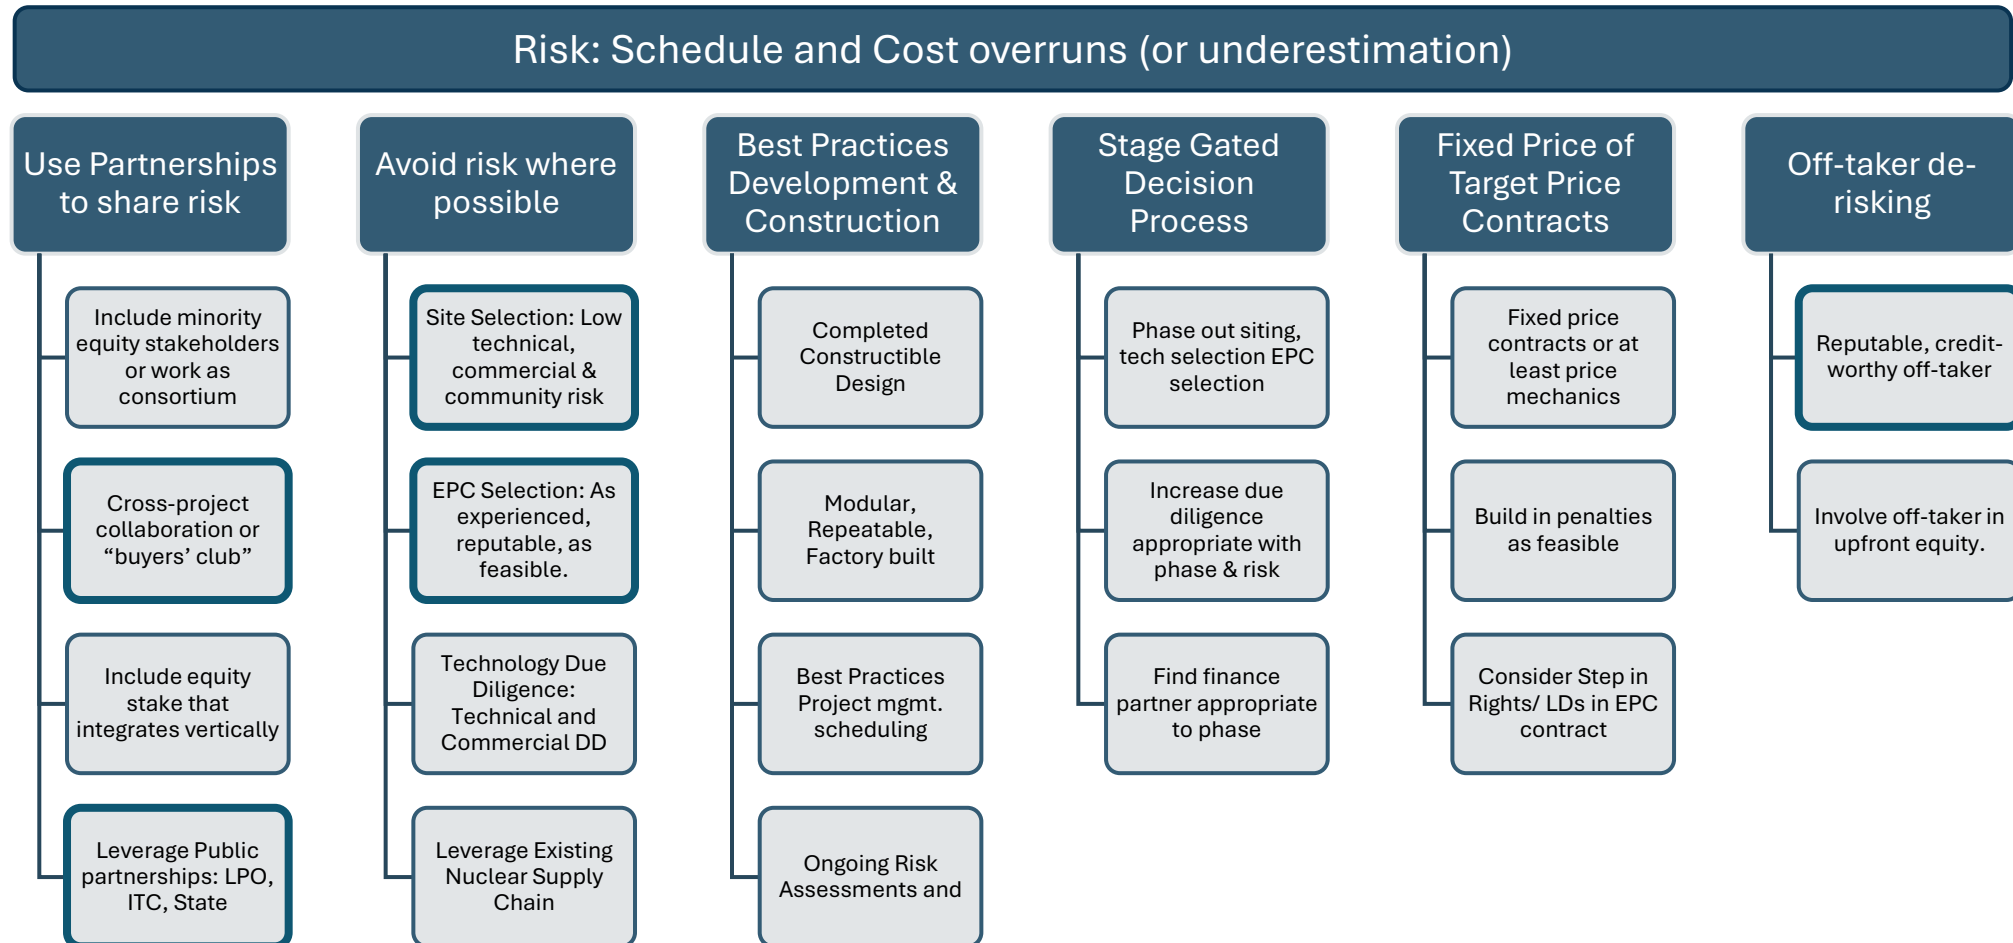 Risk: Schedule and Cost overruns (or underestimation)
Use Partnerships
to share risk
Include minority
equity stakeholders
or work as
consortium
Cross-project
collaboration or
“buyers’ club”
Include equity
stake that
integrates vertically
Leverage Public
partnerships: LPO,
ITC, State
Avoid risk where
possible
Site Selection: Low
technical,
commercial &
community risk
EPC Selection: As
experienced,
reputable, as
feasible.
Technology Due
Diligence:
Technical and
Commercial DD
Leverage Existing
Nuclear Supply
Chain
Best Practices
Development &
Construction
Completed
Constructible
Design
Modular,
Repeatable,
Factory built
Best Practices
Project mgmt.
scheduling
Ongoing Risk
Assessments and
Stage Gated
Decision
Process
Phase out siting,
tech selection EPC
selection
Increase due
diligence
appropriate with
phase & risk
Find finance
partner appropriate
to phase
Fixed Price of
Target Price
Contracts
Fixed price
contracts or at
least price
mechanics
Build in penalties
as feasible
Consider Step in
Rights/ LDs in EPC
contract
Off-taker de-
risking
Reputable, credit-
worthy off-taker
Involve off-taker in
upfront equity.